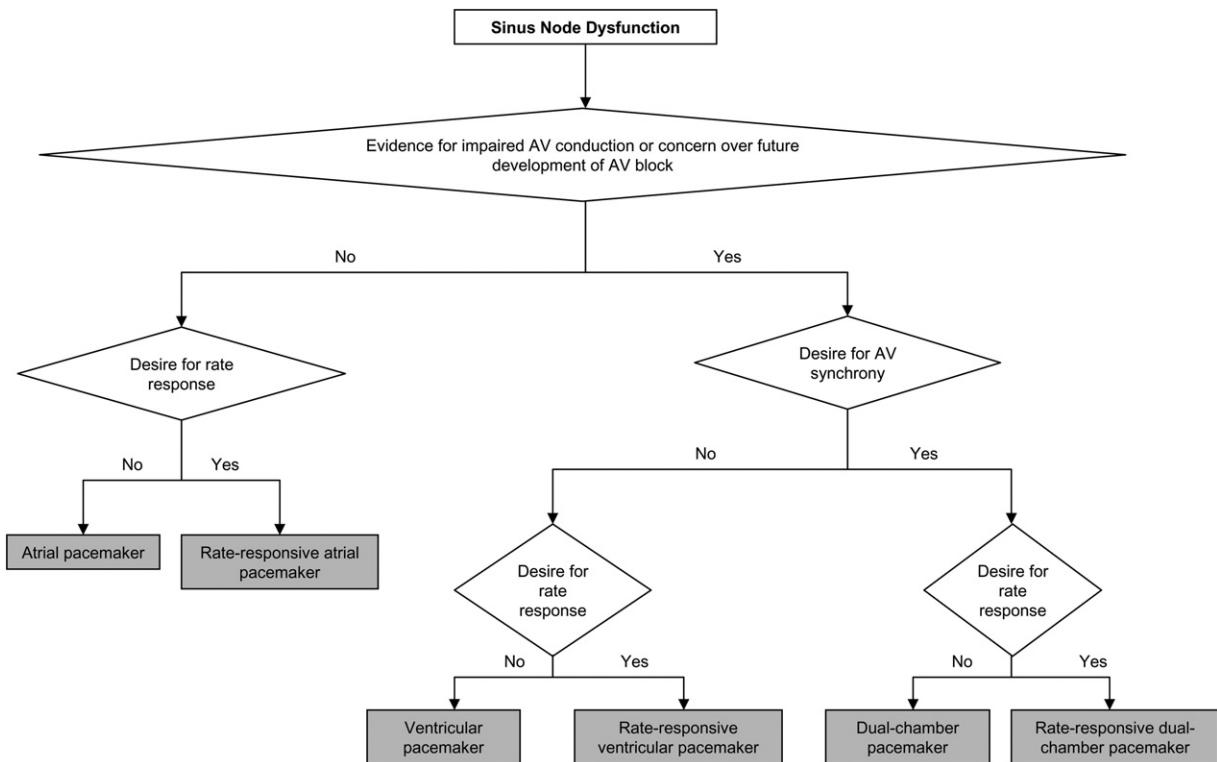 Sinus Node Dysfunction
Evidence for impaired AV conduction or concern over future
development of AV block
No
Yes
Desire for rate
response
Desire for AV
synchrony
No
Yes
No
Yes
Atrial pacemaker
Rate-responsive atrial
pacemaker
Desire for
rate
response
Desire for
rate
response
No
Yes
No
Yes
Ventricular
pacemaker
Rate-responsive
ventricular pacemaker
Dual-chamber
pacemaker
Rate-responsive dual-
chamber pacemaker